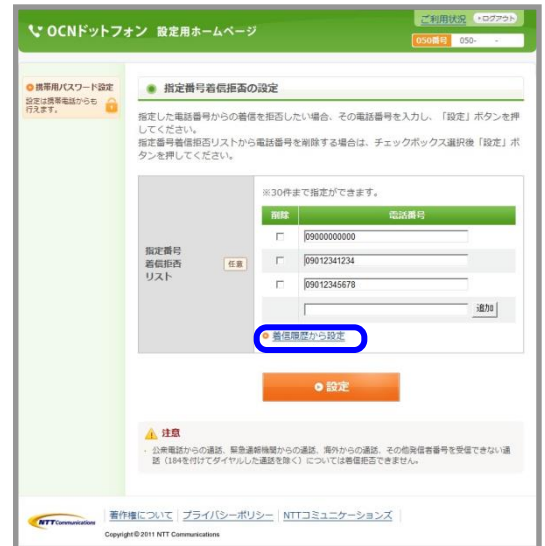 OCNドットフォン 設定用ホームページ
ご利用状況 ログアウト
050番号 050- -
携帯用パスワード設定
設定は携帯電話からも
行えます。
指定番号着信拒否の設定
指定した電話番号からの着信を拒否したい場合、その電話番号を入力し、「設定」ボタンを押
してください。
指定番号着信拒否リストから電話番号を削除する場合は、チェックボックス選択後「設定」ボ
タンを押してください。
※30件まで指定ができます。
削除 電話番号
09000000000
指定番号
着信拒否
リスト
任意
09012341234
09012345678
追加
着信履歴から設定
設定
注意
・ 公衆電話からの通話、緊急通報機関からの通話、海外からの通話、その他発信者番号を受信できない通
話（184を付けてダイヤルした通話を除く）については着信拒否できません。
NTT Communications
著作権について プライバシーポリシー NTTコミュニケーションズ
Copyright © 2011 NTT Communications